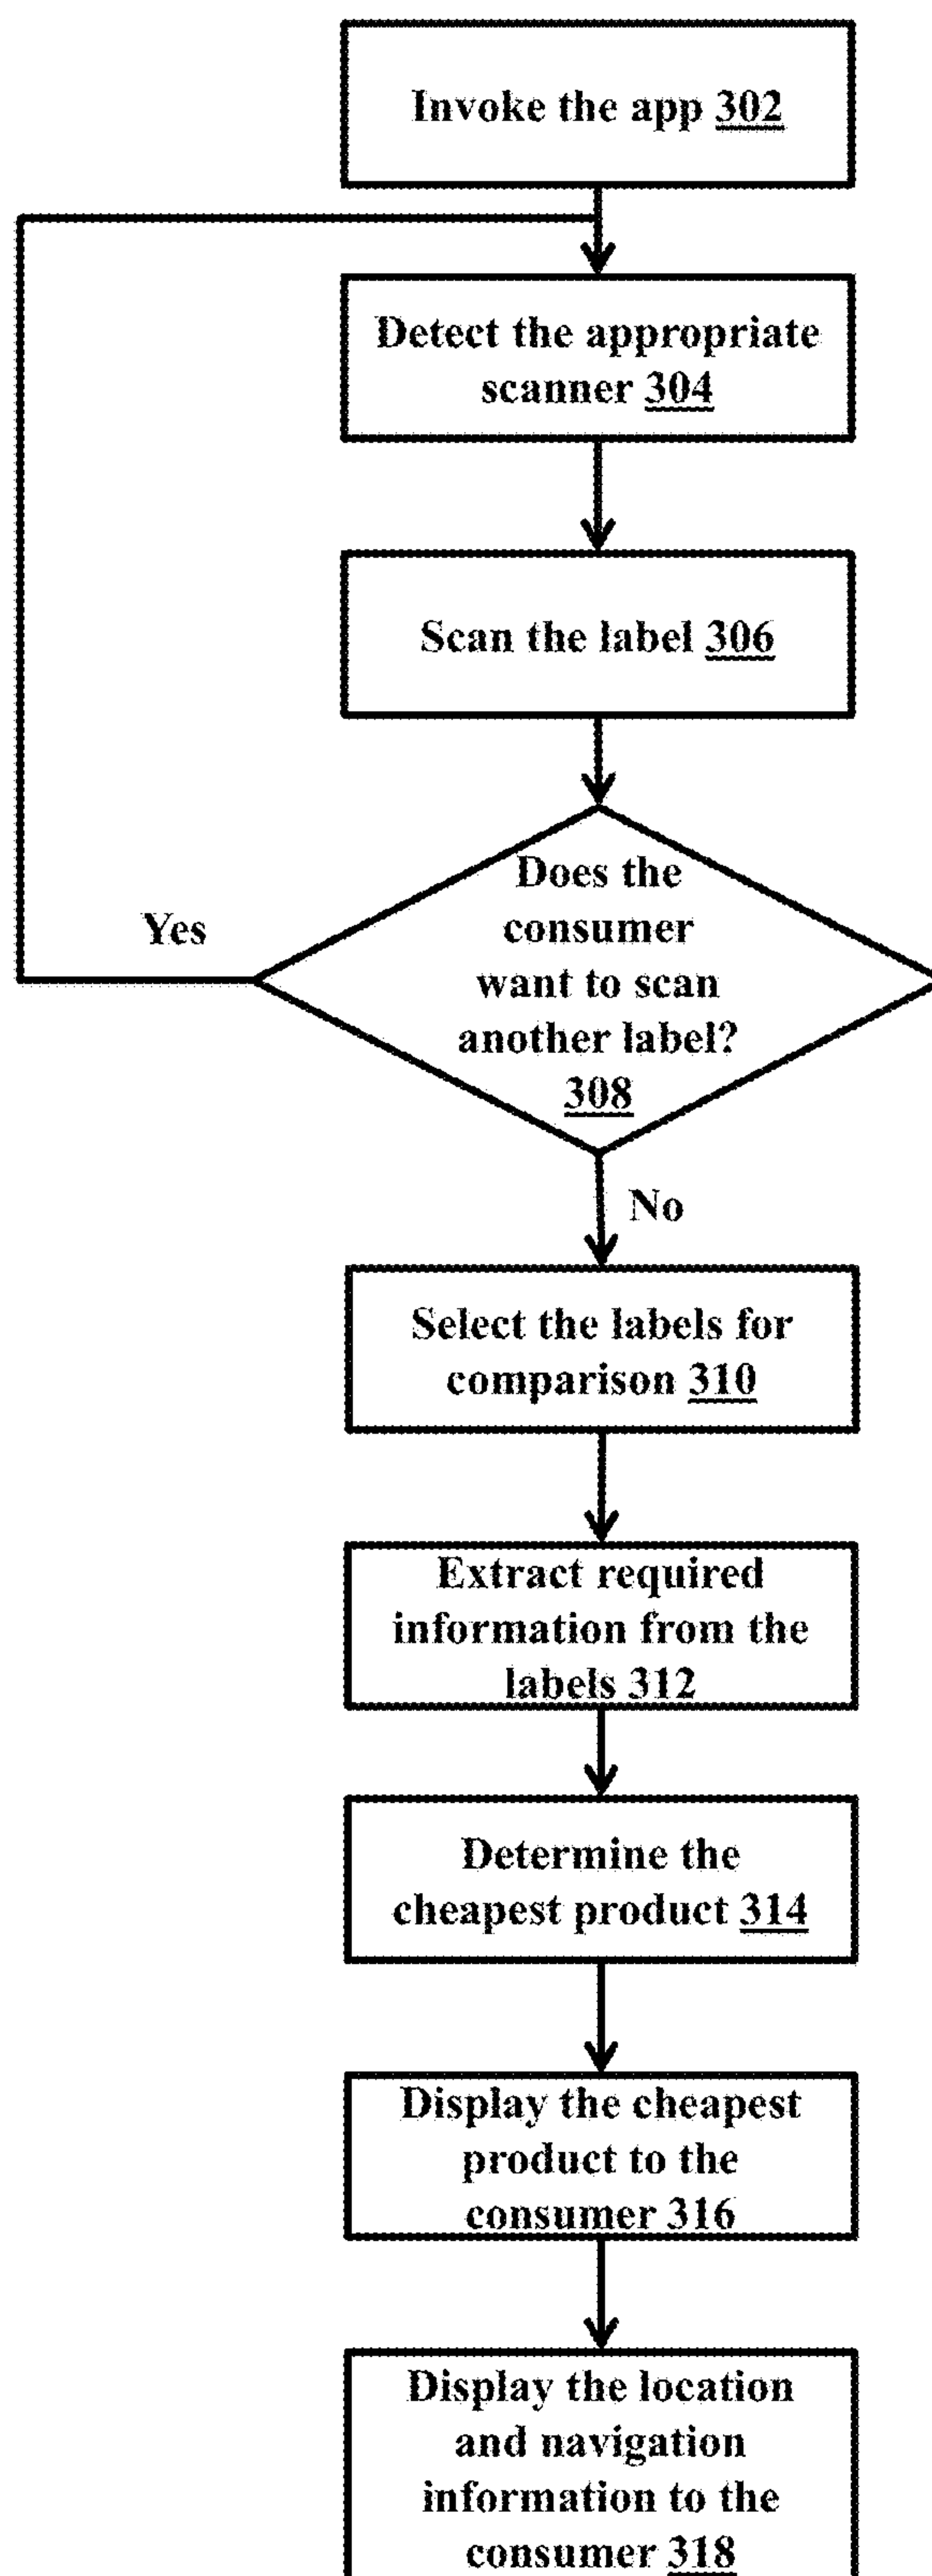 Invoke the app 302
Detect the appropriate
scanner 304
Scan the label 306
Does the
consumer
want to scan
another label?
308
Yes
No
Select the labels for
comparison 310
Extract required
information from the
labels 312
Determine the
cheapest product 314
Display the cheapest
product to the
consumer 316
Display the location
and navigation
information to the
consumer 318